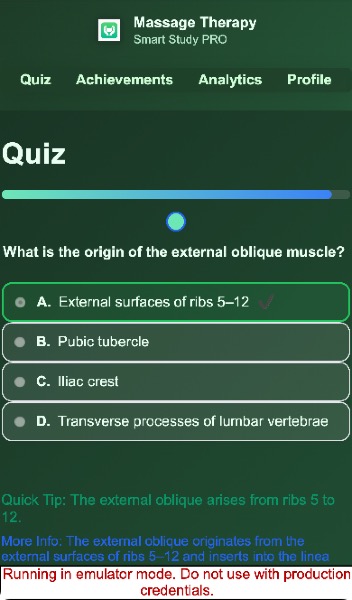 Massage Therapy
Smart Study PRO
Quiz Achievements Analytics Profile
Quiz
What is the origin of the external oblique muscle?
A. External surfaces of ribs 5–12
B. Pubic tubercle
C. Iliac crest
D. Transverse processes of lumbar vertebrae
Quick Tip: The external oblique arises from ribs 5 to
12.
More Info: The external oblique originates from the
external surfaces of ribs 5–12 and inserts into the linea
Running in emulator mode. Do not use with production
credentials.